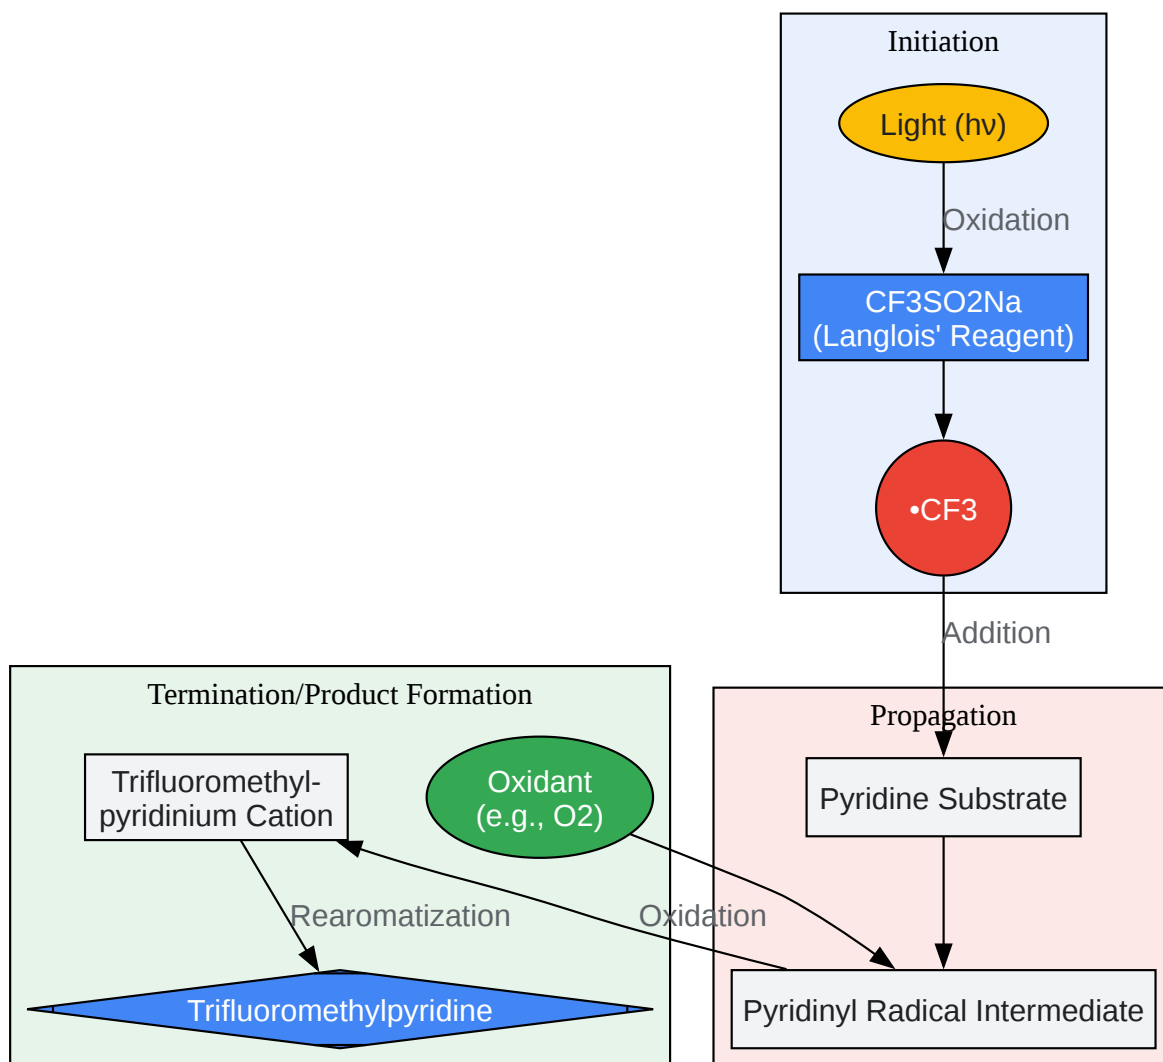 Initiation
Light (hν)
Oxidation
CF3SO2Na
(Langlois' Reagent)
•CF3
Addition
Termination/Product Formation
Propagation
Trifluoromethyl-
pyridinium Cation
Oxidant
(e.g., O2)
Pyridine Substrate
Rearomatization
Oxidation
Trifluoromethylpyridine
Pyridinyl Radical Intermediate